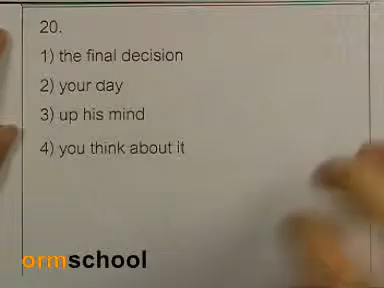 20.
1) the final decision
2) your day
3) up his mind
4) you think about it
ormschool